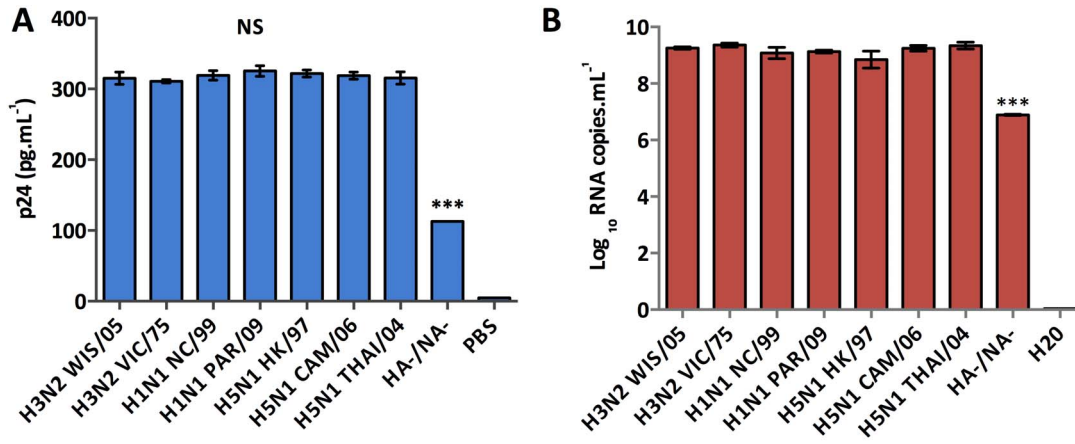 A
NS
p24 (pg.mL⁻¹)
400
300
200
100
0
***
H3N2 WIS/05
H3N2 VIC/75
H1N1 NC/99
H1N1 PAR/09
H5N1 HK/97
H5N1 CAM/06
H5N1 THAI/04
HA-/NA-
PBS
B
Log ₁₀ RNA copies.mL⁻¹
10
8
6
4
2
0
***
H3N2 WIS/05
H3N2 VIC/75
H1N1 NC/99
H1N1 PAR/09
H5N1 HK/97
H5N1 CAM/06
H5N1 THAI/04
HA-/NA-
H20